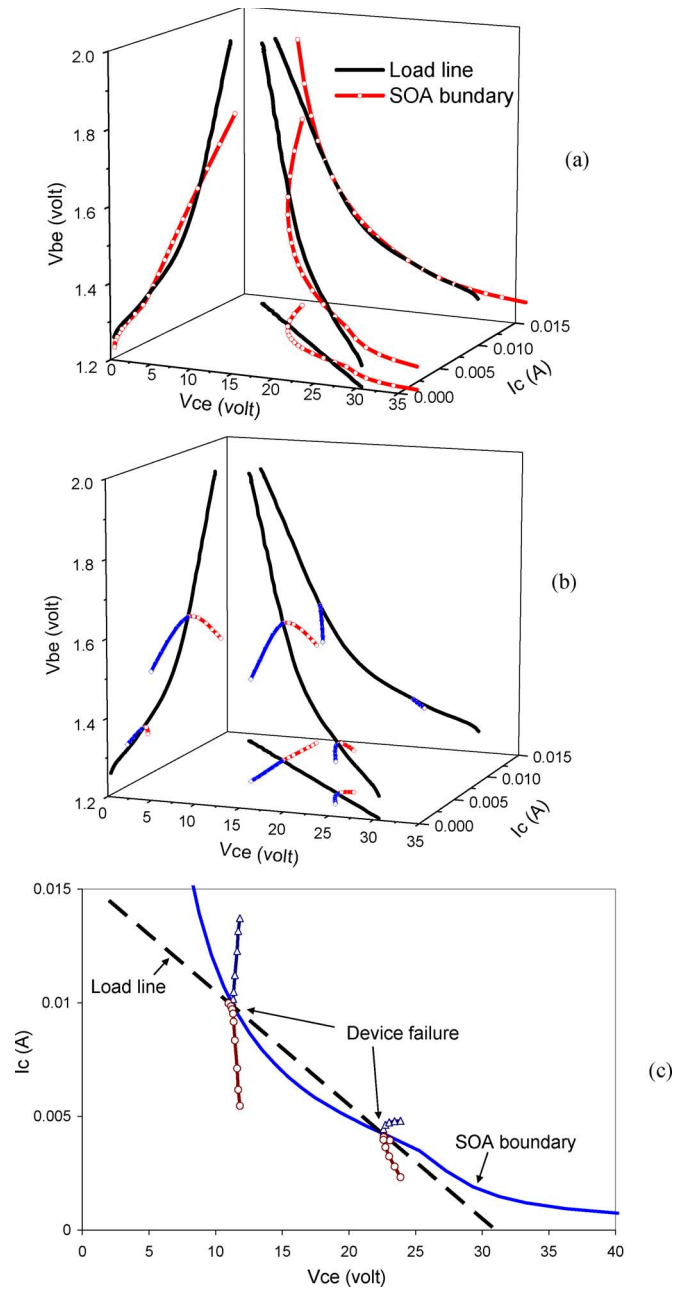 2.0
1.8
1.6
1.4
1.2
Vbe (volt)
Load line
SOA bundary
(a)
0 5 10 15 20 25 30 35
Vce (volt)
0.000 0.005 0.010 0.015
Ic (A)
2.0
1.8
1.6
1.4
1.2
Vbe (volt)
(b)
0 5 10 15 20 25 30 35
Vce (volt)
0.000 0.005 0.010 0.015
Ic (A)
0.015
0.010
0.005
0
Ic (A)
Load line
Device failure
SOA boundary
(c)
0 5 10 15 20 25 30 35 40
Vce (volt)